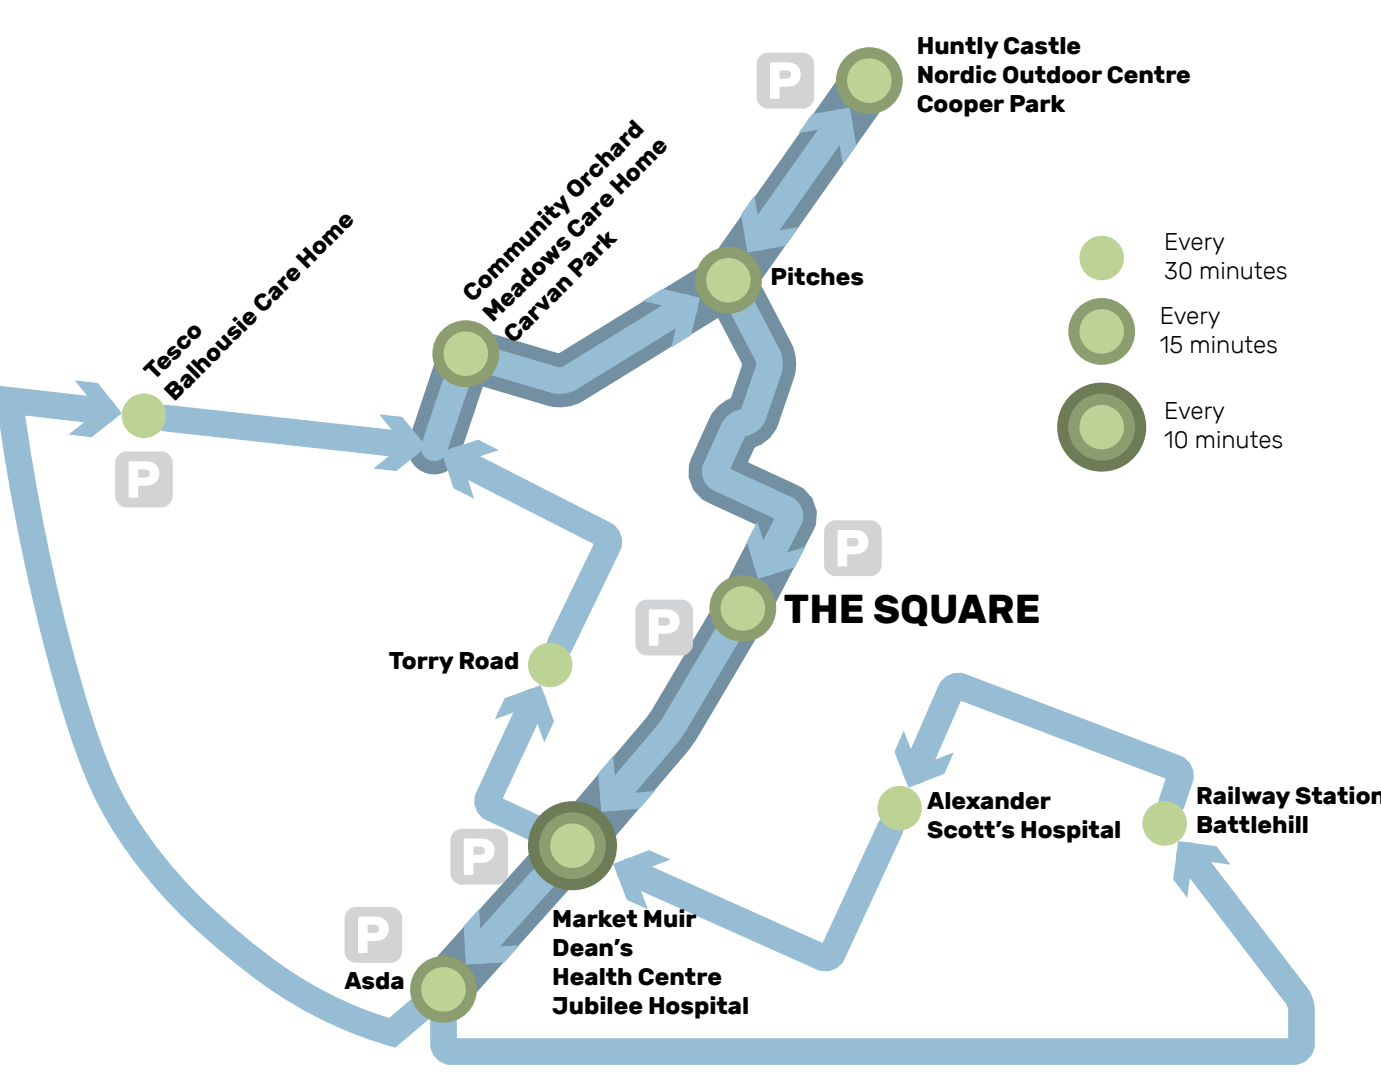 P
Huntly Castle
Nordic Outdoor Centre
Cooper Park
Community Orchard
Meadows Care Home
Carvan Park
Tesco
Balhousie Care Home
Every
30 minutes
Pitches
Every
15 minutes
Every
10 minutes
P
P
THE SQUARE
P
Torry Road
Alexander
Scott's Hospital
Railway Station
Battlehill
P
P
Asda
Market Muir
Dean's
Health Centre
Jubilee Hospital